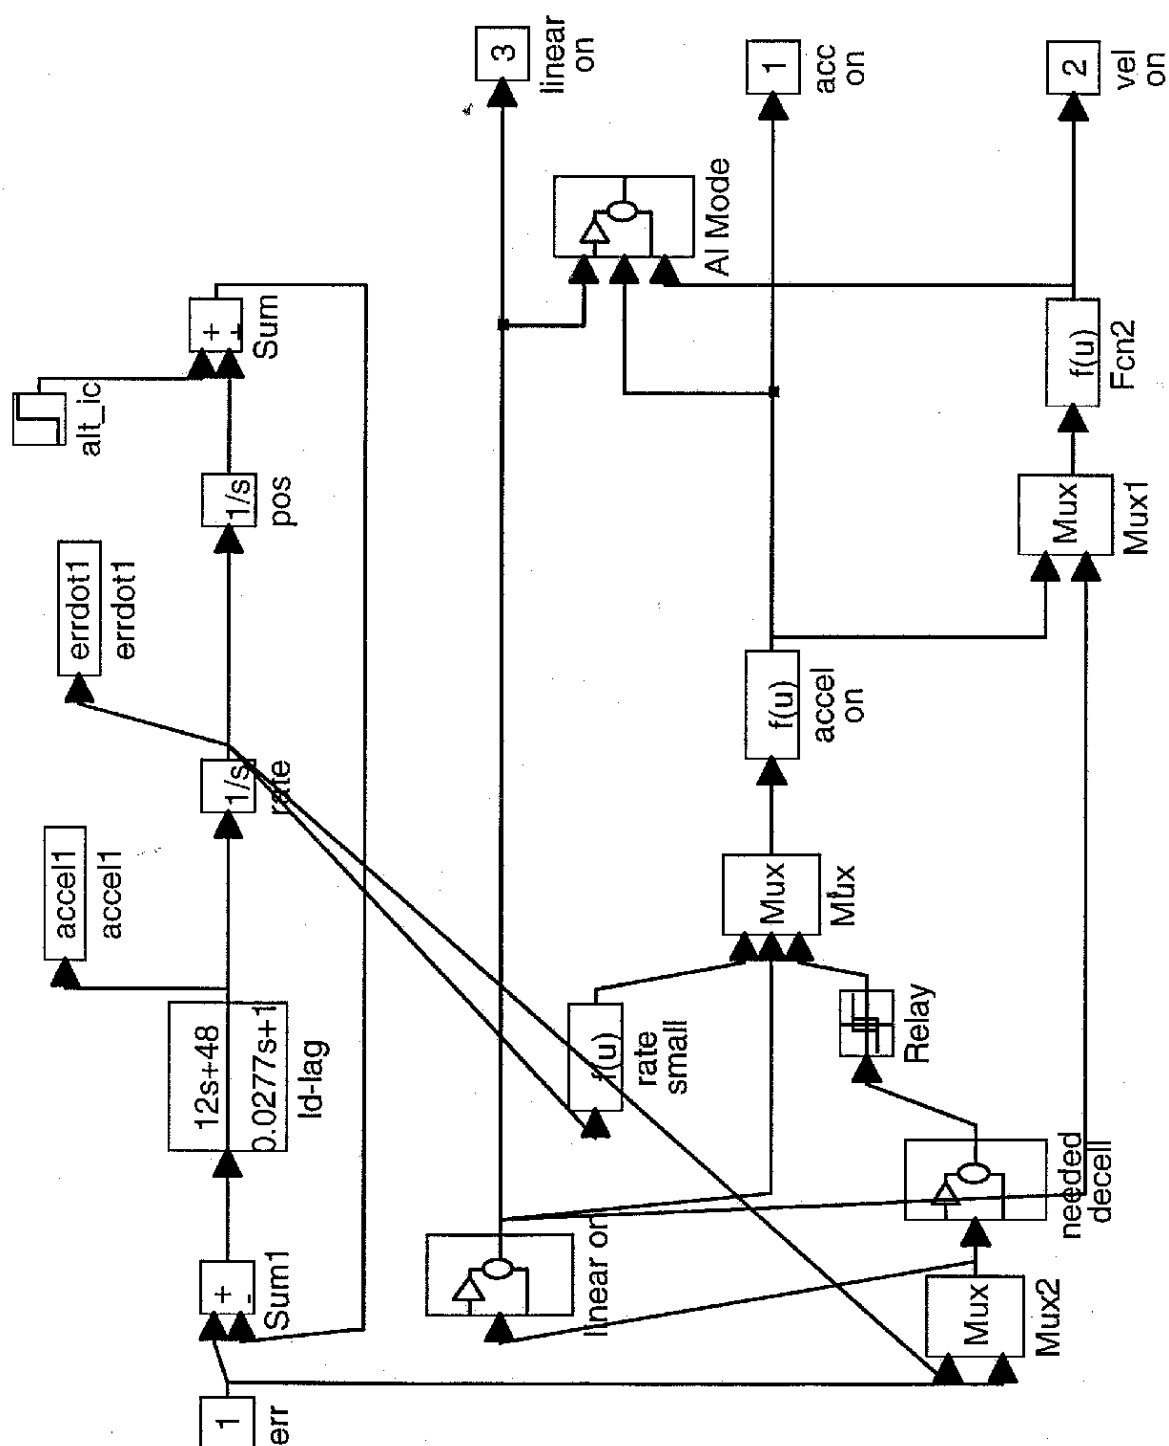 1
err
+
-
Sum1
12s+48
0.0277s+1
ld-lag
accel1
accel1
1/s
rate
errdot1
errdot1
1/s
pos
alt_ic
+
-
Sum
linear on
3
linear
on
f(u)
rate
small
Mux
Mux
f(u)
accel
on
AI Mode
1
acc
on
Mux
Mux2
needed
decell
Relay
Mux
Mux1
f(u)
Fcn2
2
vel
on